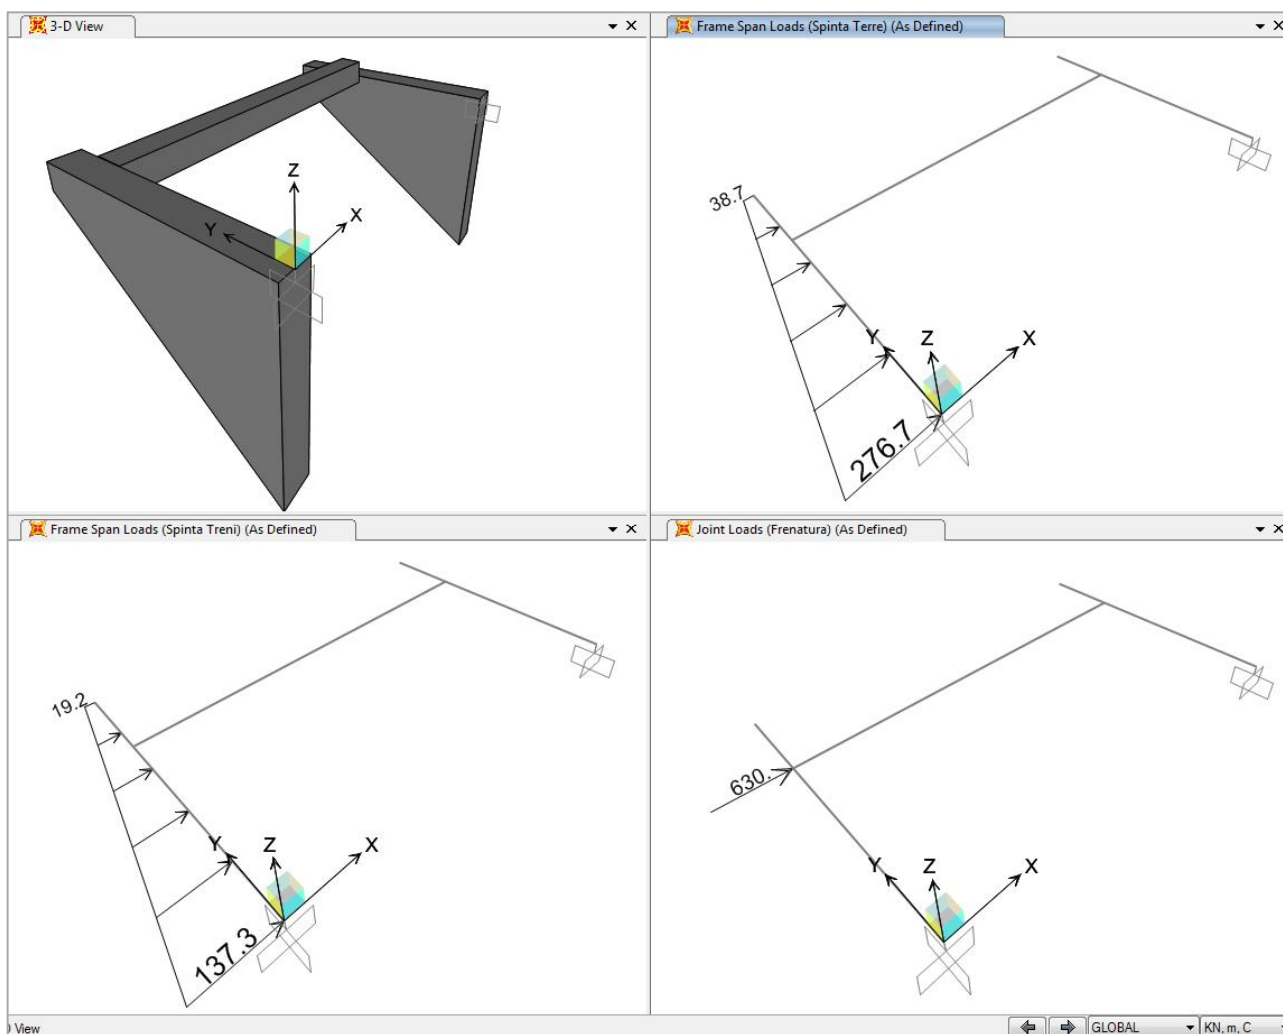 3-D View
Z
X
Y
Frame Span Loads (Spinta Terre) (As Defined)
38.7
Y
Z
X
276.7
Frame Span Loads (Spinta Treni) (As Defined)
19.2
Y
Z
X
137.3
Joint Loads (Frenatura) (As Defined)
630.
Y
Z
X
View
GLOBAL
KN, m, C